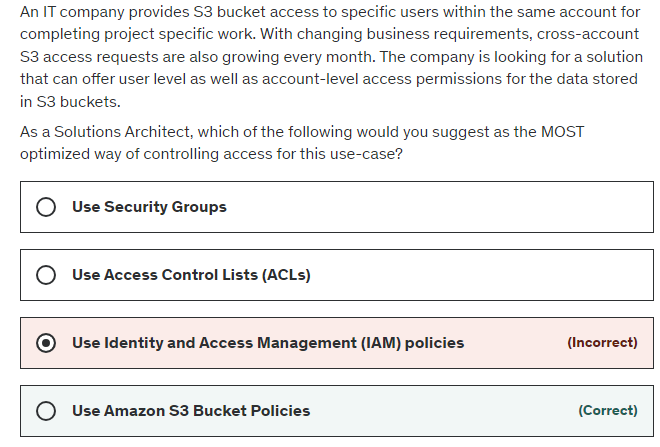 An IT company provides S3 bucket access to specific users within the same account for
completing project specific work. With changing business requirements, cross-account
S3 access requests are also growing every month. The company is looking for a solution
that can offer user level as well as account-level access permissions for the data stored
in S3 buckets.
As a Solutions Architect, which of the following would you suggest as the MOST
optimized way of controlling access for this use-case?
Use Security Groups
Use Access Control Lists (ACLs)
Use Identity and Access Management (IAM) policies (Incorrect)
Use Amazon S3 Bucket Policies (Correct)